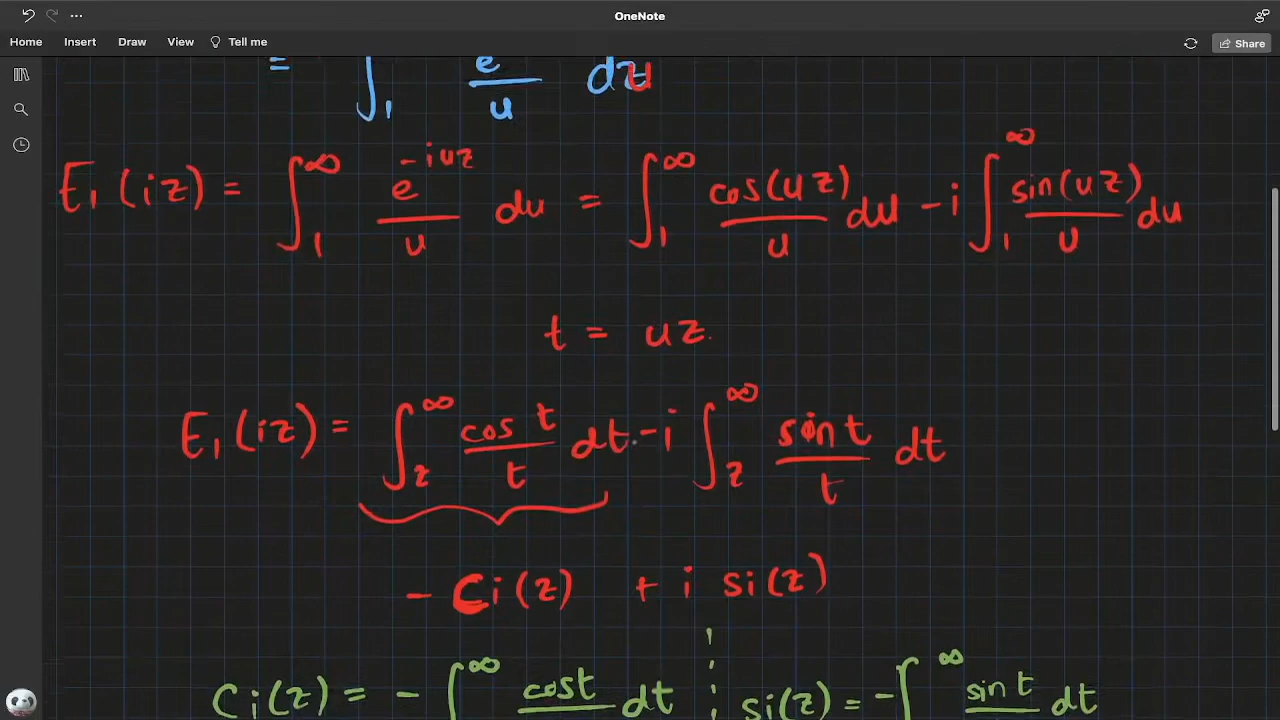 OneNote
Home Insert Draw View Tell me Share
= ∫₁ e/u du
E₁(iz) = ∫₁^∞ e^(-iuz)/u du = ∫₁^∞ cos(uz)/u du - i ∫₁^∞ sin(uz)/u du
t = uz
E₁(iz) = ∫_z^∞ cos t/t dt - i ∫_z^∞ sin t/t dt
- Ci(z) + i si(z)
Ci(z) = - ∫^∞ cos t dt si(z) = - ∫^∞ sin t dt